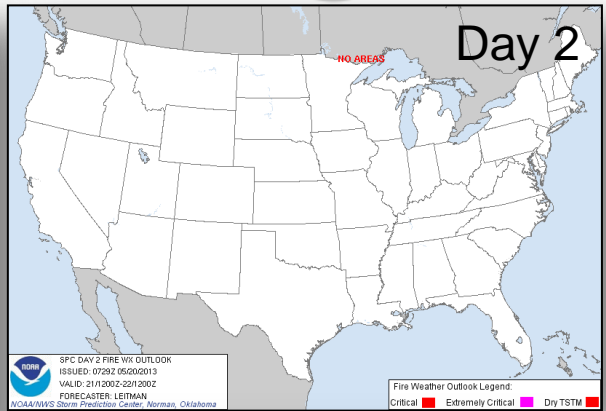 Day 2
NO AREAS
NOAA
SPC DAY 2 FIRE WX OUTLOOK
ISSUED: 0729Z 05/20/2013
VALID: 21/1200Z-22/1200Z
FORECASTER: LEITMAN
NOAA/NWS Storm Prediction Center, Norman, Oklahoma
Fire Weather Outlook Legend:
Critical Extremely Critical Dry TSTM